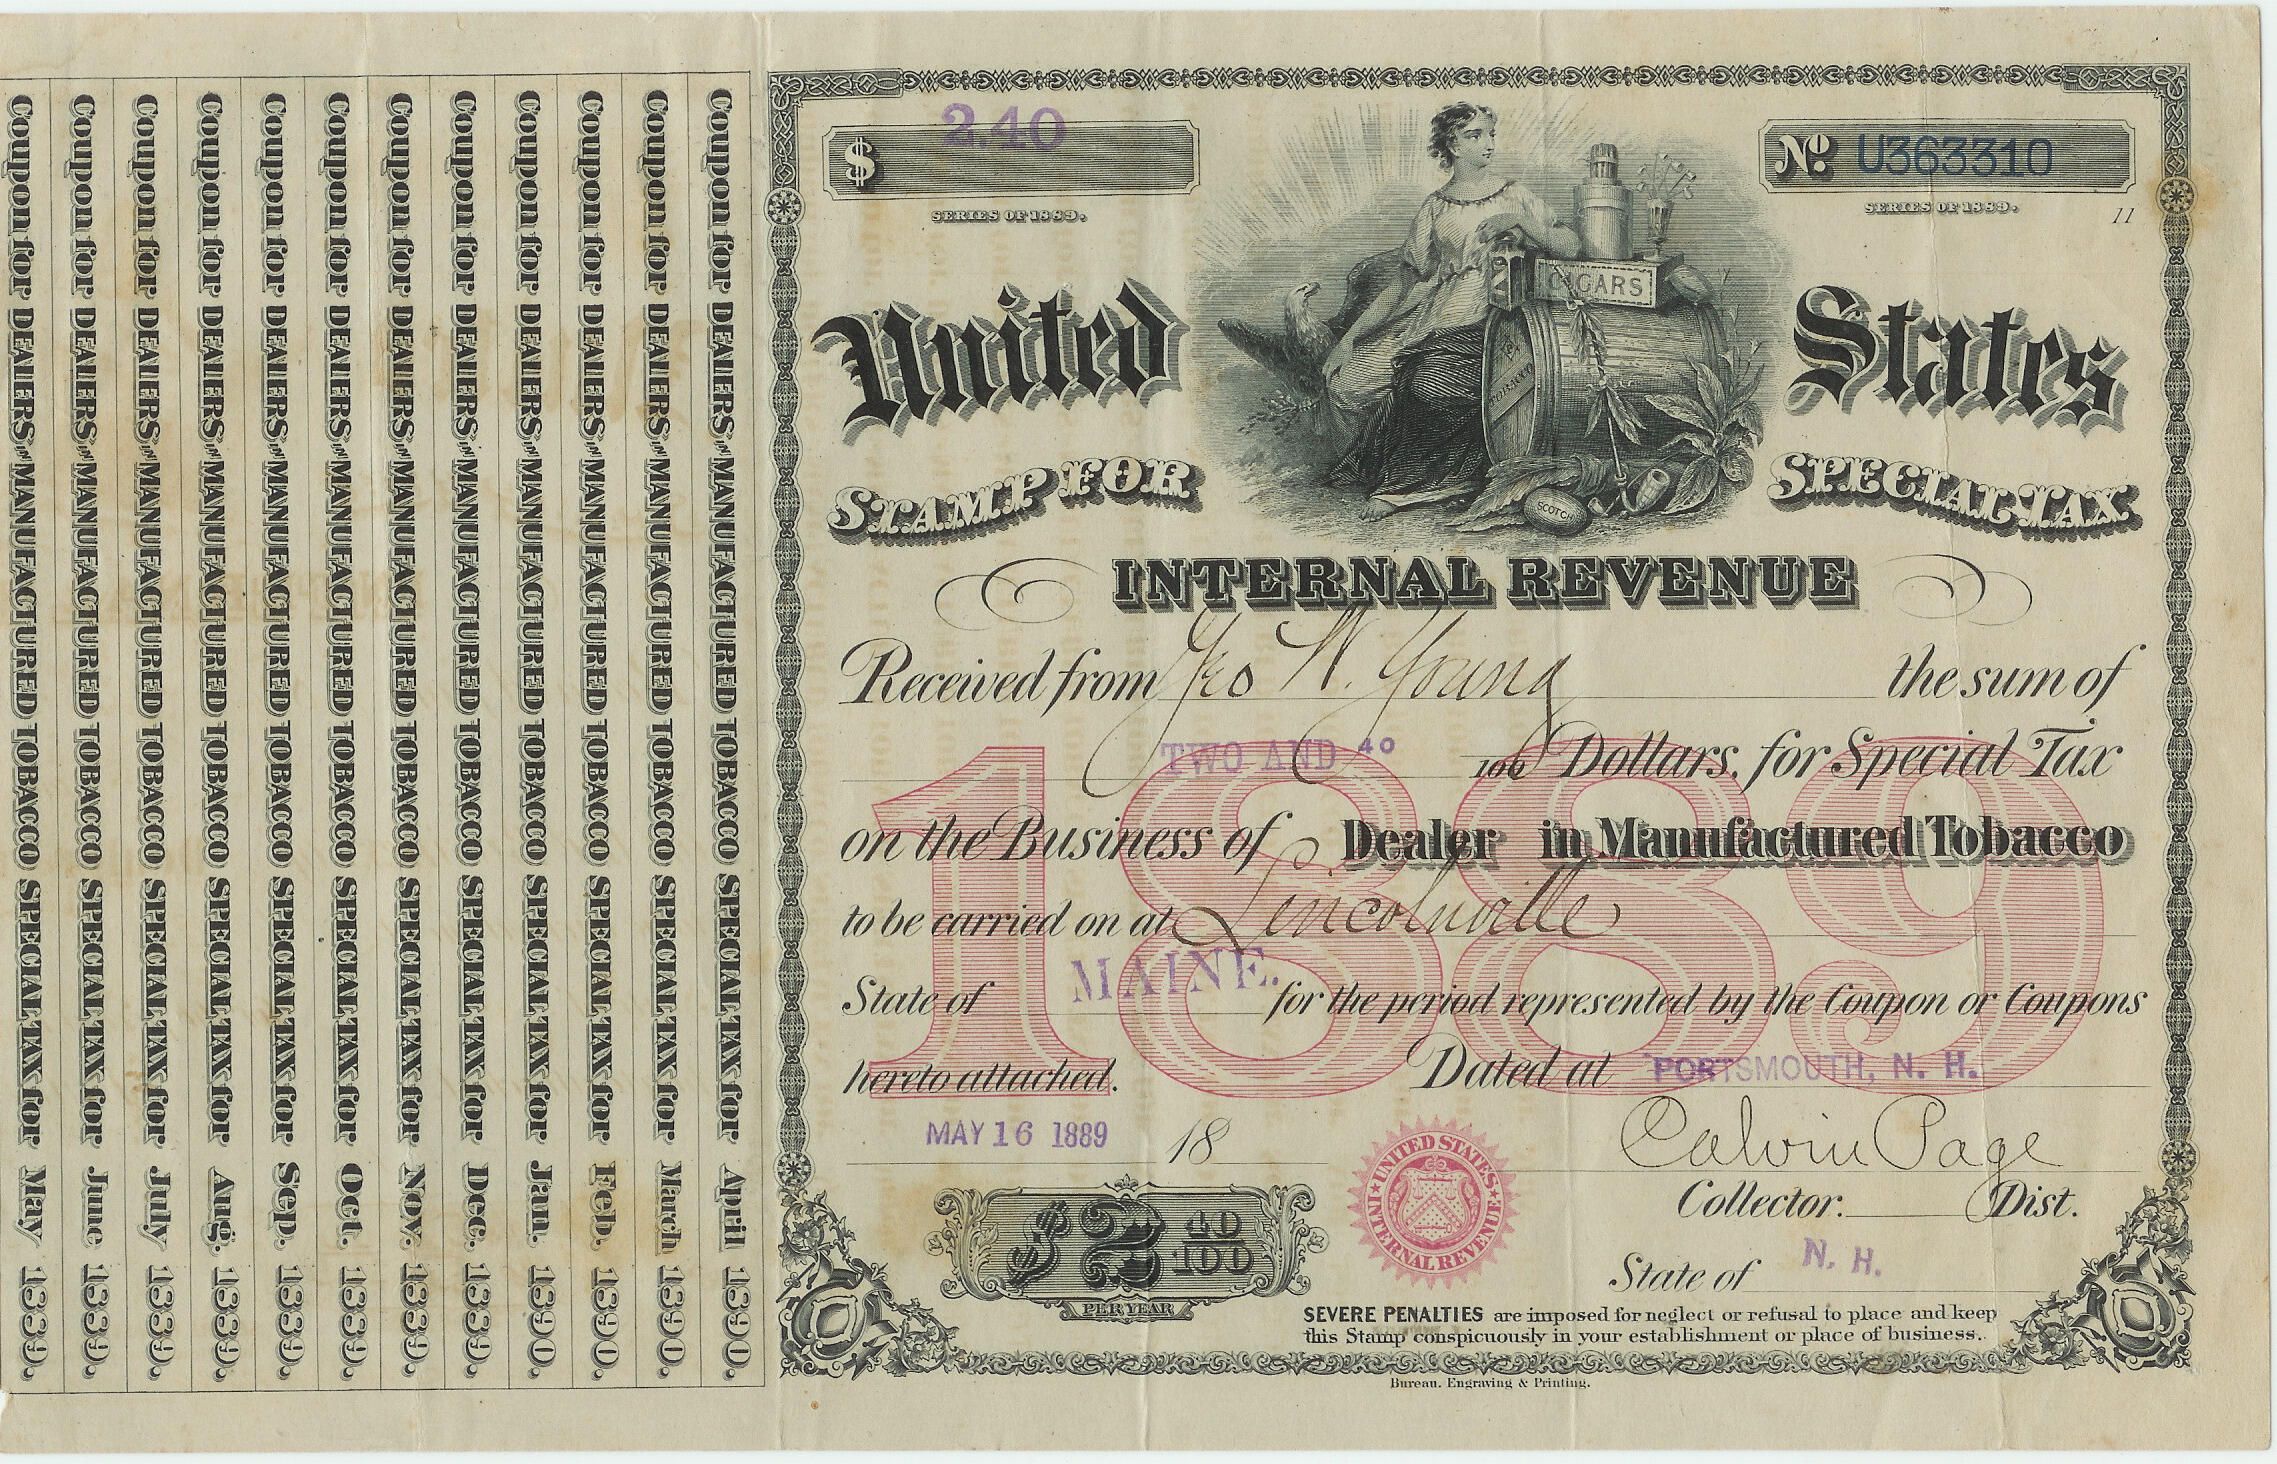 Coupon for DEALERS IN MANUFACTURED TOBACCO SPECIAL TAX for May 1889.
Coupon for DEALERS IN MANUFACTURED TOBACCO SPECIAL TAX for June 1889.
Coupon for DEALERS IN MANUFACTURED TOBACCO SPECIAL TAX for July 1889.
Coupon for DEALERS IN MANUFACTURED TOBACCO SPECIAL TAX for Aug. 1889.
Coupon for DEALERS IN MANUFACTURED TOBACCO SPECIAL TAX for Sep. 1889.
Coupon for DEALERS IN MANUFACTURED TOBACCO SPECIAL TAX for Oct. 1889.
Coupon for DEALERS IN MANUFACTURED TOBACCO SPECIAL TAX for Nov. 1889.
Coupon for DEALERS IN MANUFACTURED TOBACCO SPECIAL TAX for Dec. 1889.
Coupon for DEALERS IN MANUFACTURED TOBACCO SPECIAL TAX for Jan. 1890.
Coupon for DEALERS IN MANUFACTURED TOBACCO SPECIAL TAX for Feb. 1890.
Coupon for DEALERS IN MANUFACTURED TOBACCO SPECIAL TAX for March 1890.
Coupon for DEALERS IN MANUFACTURED TOBACCO SPECIAL TAX for April 1890.
$ 2.40
SERIES OF 1889.
No. U363310
SERIES OF 1889.
11
CIGARS
TOBACCO
SCOTCH
United States
STAMP FOR SPECIAL TAX
INTERNAL REVENUE
Received from Geo W. Young the sum of
TWO AND 40/100 Dollars, for Special Tax
on the Business of Dealer in Manufactured Tobacco
1889
to be carried on at Lincolnville
State of MAINE. for the period represented by the Coupon or Coupons
hereto attached. Dated at PORTSMOUTH, N. H.
MAY 16 1889 18
Calvin Page
Collector. Dist.
State of N. H.
$2 40/100
PER YEAR
UNITED STATES INTERNAL REVENUE
SEVERE PENALTIES are imposed for neglect or refusal to place and keep
this Stamp conspicuously in your establishment or place of business.
Bureau, Engraving & Printing.